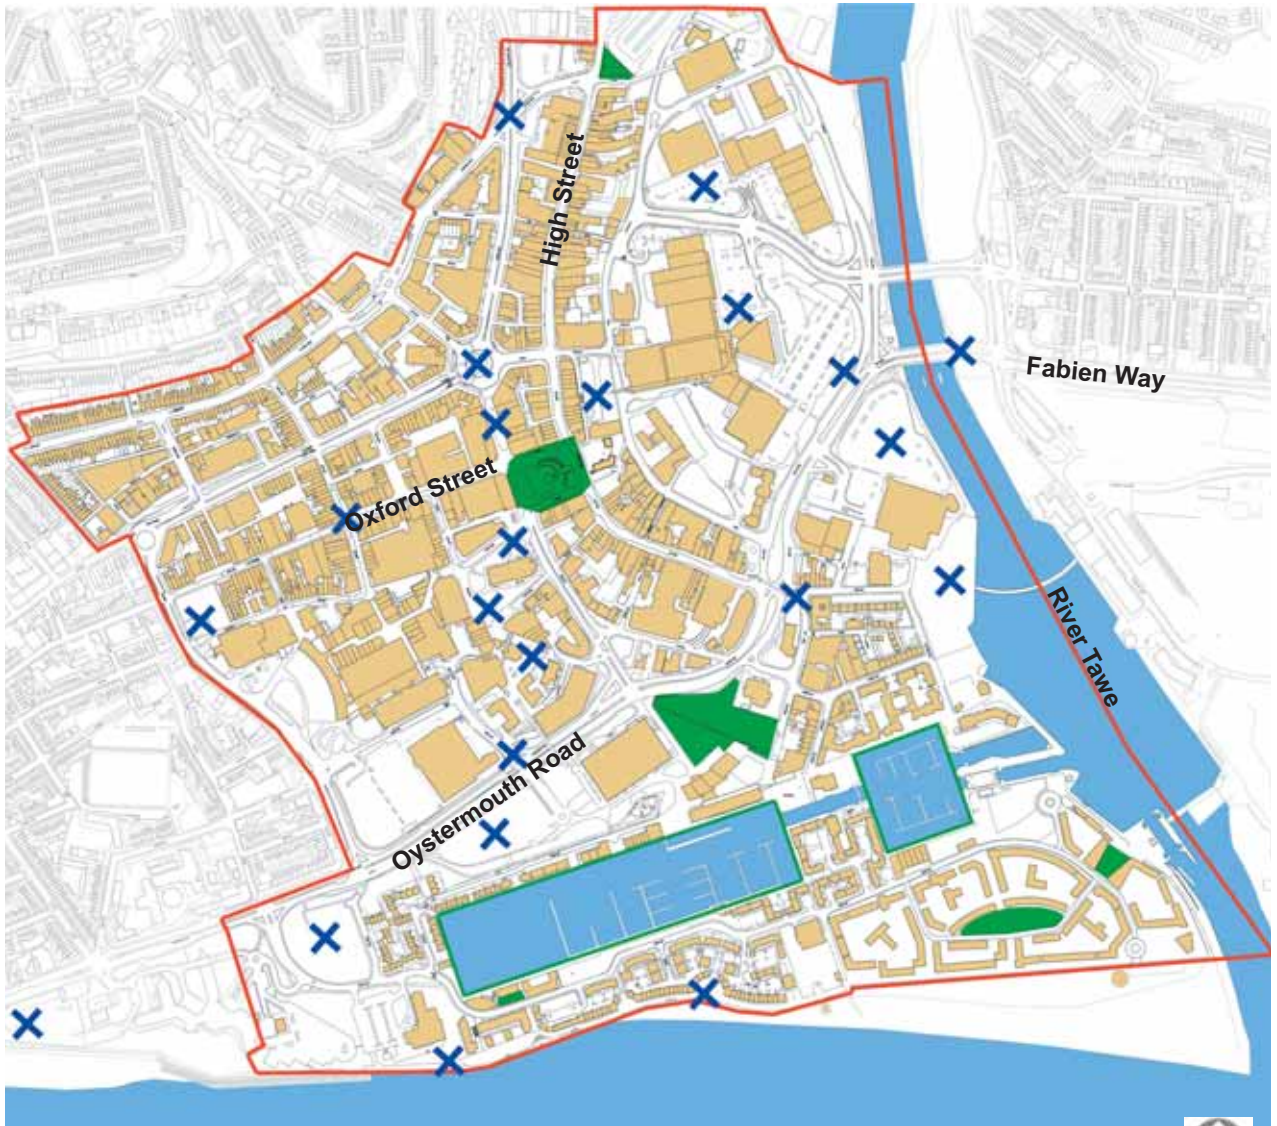 High Street
Fabien Way
Oxford Street
River Tawe
Oystermouth Road